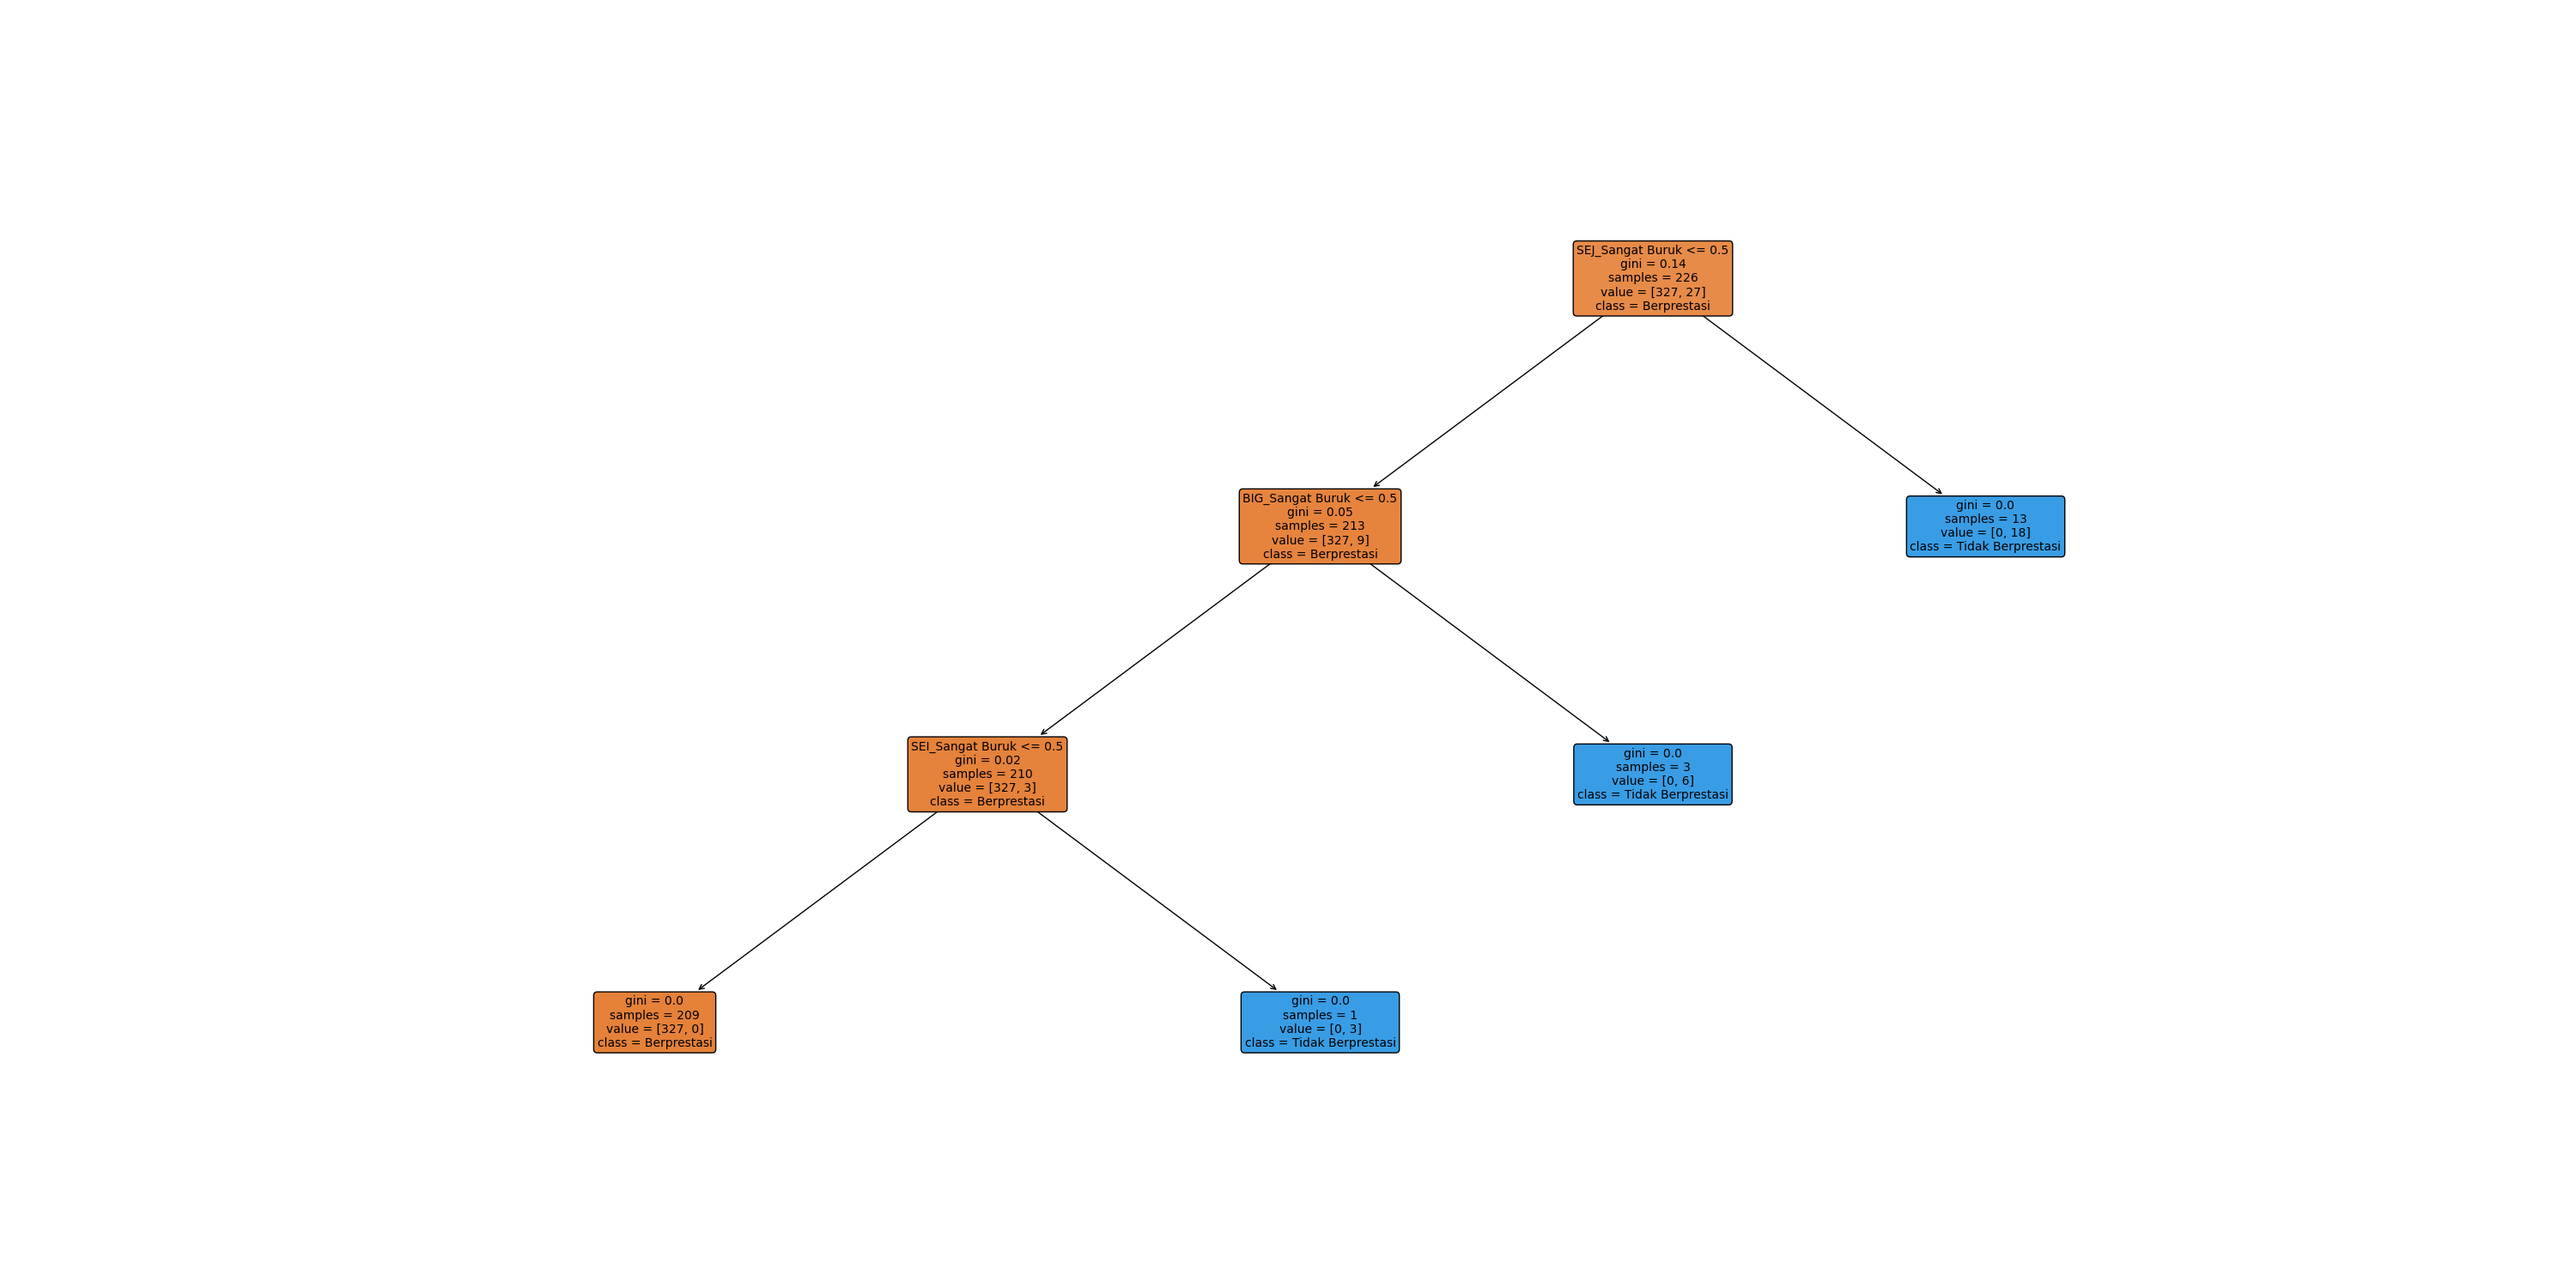 SEJ_Sangat Buruk <= 0.5
gini = 0.14
samples = 226
value = [327, 27]
class = Berprestasi
BIG_Sangat Buruk <= 0.5
gini = 0.05
samples = 213
value = [327, 9]
class = Berprestasi
gini = 0.0
samples = 13
value = [0, 18]
class = Tidak Berprestasi
SEI_Sangat Buruk <= 0.5
gini = 0.02
samples = 210
value = [327, 3]
class = Berprestasi
gini = 0.0
samples = 3
value = [0, 6]
class = Tidak Berprestasi
gini = 0.0
samples = 209
value = [327, 0]
class = Berprestasi
gini = 0.0
samples = 1
value = [0, 3]
class = Tidak Berprestasi